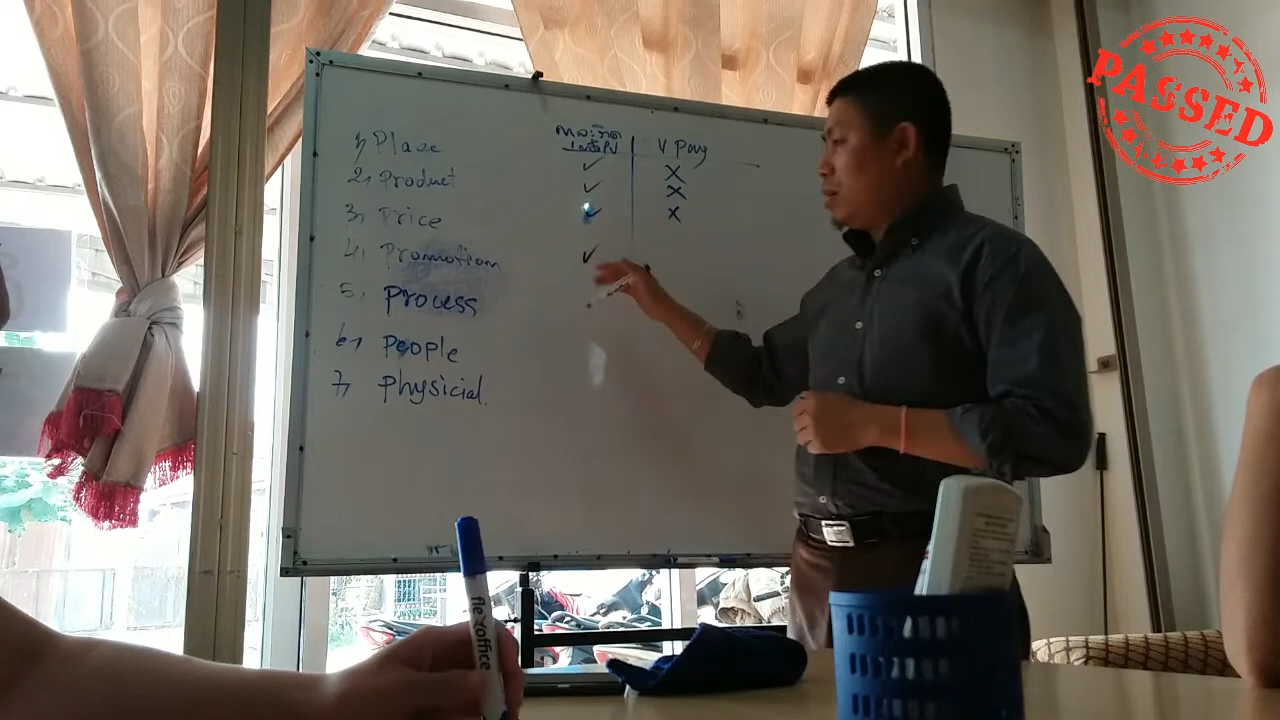 PASSED
1, Place
V Pony
2, Product ✓ X
3, Price ✓ X
4, Promotion ✓
5, process
6, People
7, physicial.
flexoffice